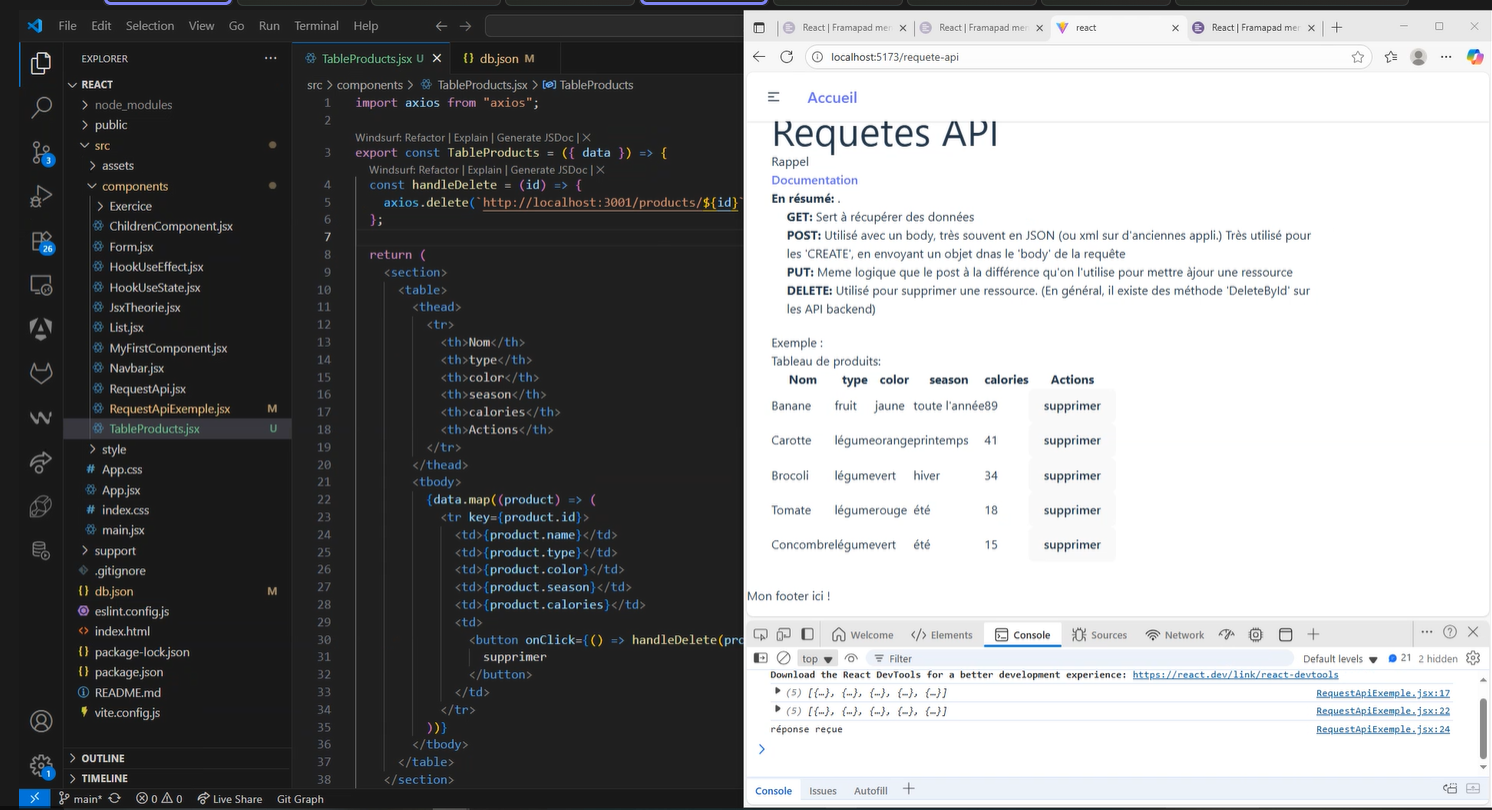 File Edit Selection View Go Run Terminal Help
EXPLORER
REACT
node_modules
public
src
assets
components
Exercice
ChildrenComponent.jsx
Form.jsx
HookUseEffect.jsx
HookUseState.jsx
JsxTheorie.jsx
List.jsx
MyFirstComponent.jsx
Navbar.jsx
RequestApi.jsx
RequestApiExemple.jsx M
TableProducts.jsx U
style
App.css
App.jsx
index.css
main.jsx
support
.gitignore
db.json M
eslint.config.js
index.html
package-lock.json
package.json
README.md
vite.config.js
OUTLINE
TIMELINE
3
26
1
TableProducts.jsx U
db.json M
src > components > TableProducts.jsx > TableProducts
1 import axios from "axios";
2
Windsurf: Refactor | Explain | Generate JSDoc | X
3 export const TableProducts = ({ data }) => {
Windsurf: Refactor | Explain | Generate JSDoc | X
4 const handleDelete = (id) => {
5 axios.delete(`http://localhost:3001/products/${id}`
6 };
7
8 return (
9 <section>
10 <table>
11 <thead>
12 <tr>
13 <th>Nom</th>
14 <th>type</th>
15 <th>color</th>
16 <th>season</th>
17 <th>calories</th>
18 <th>Actions</th>
19 </tr>
20 </thead>
21 <tbody>
22 {data.map((product) => (
23 <tr key={product.id}>
24 <td>{product.name}</td>
25 <td>{product.type}</td>
26 <td>{product.color}</td>
27 <td>{product.season}</td>
28 <td>{product.calories}</td>
29 <td>
30 <button onClick={() => handleDelete(pro
31 supprimer
32 </button>
33 </td>
34 </tr>
35 ))}
36 </tbody>
37 </table>
38 </section>
main* 0 0 Live Share Git Graph
React | Framapad me
React | Framapad me
react
React | Framapad me
localhost:5173/requete-api
Accueil
Requetes API
Rappel
Documentation
En résumé: .
GET: Sert à récupérer des données
POST: Utilisé avec un body, très souvent en JSON (ou xml sur d'anciennes appli.) Très utilisé pour
les 'CREATE', en envoyant un objet dnas le 'body' de la requête
PUT: Meme logique que le post à la différence qu'on l'utilise pour mettre àjour une ressource
DELETE: Utilisé pour supprimer une ressource. (En général, il existe des méthode 'DeleteById' sur
les API backend)
Exemple :
Tableau de produits:
Nom type color season calories Actions
Banane fruit jaune toute l'année89 supprimer
Carotte légumeorangeprintemps 41 supprimer
Brocoli légumevert hiver 34 supprimer
Tomate légumerouge été 18 supprimer
Concombrelégumevert été 15 supprimer
Mon footer ici !
Welcome Elements Console Sources Network
top Filter Default levels 21 2 hidden
Download the React DevTools for a better development experience: https://react.dev/link/react-devtools
(5) [{…}, {…}, {…}, {…}, {…}] RequestApiExemple.jsx:17
(5) [{…}, {…}, {…}, {…}, {…}] RequestApiExemple.jsx:22
réponse reçue RequestApiExemple.jsx:24
Console Issues Autofill